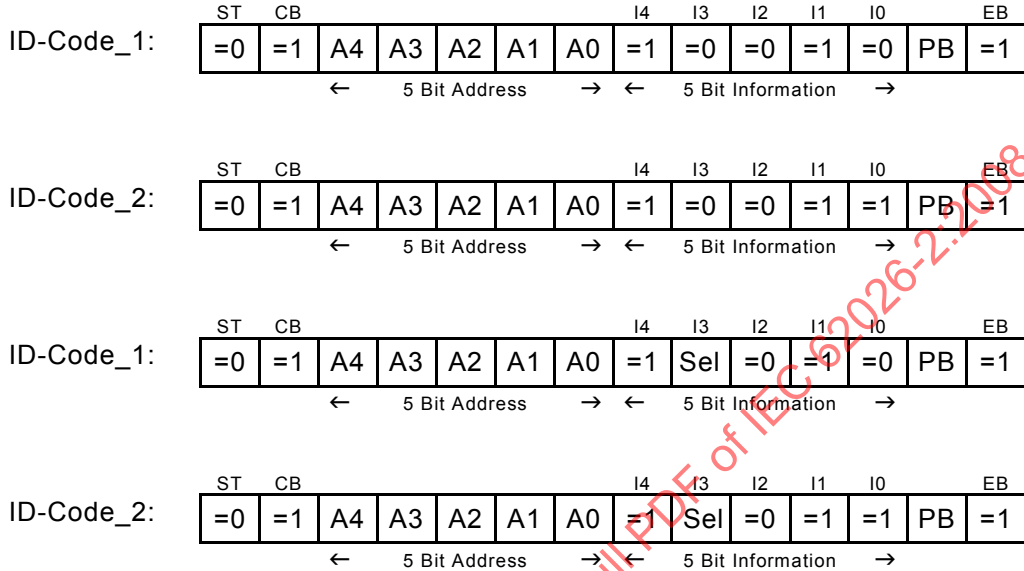 ST CB I4 I3 I2 I1 I0 EB
ID-Code_1: =0 =1 A4 A3 A2 A1 A0 =1 =0 =0 =1 =0 PB =1
← 5 Bit Address → ← 5 Bit Information →
ST CB I4 I3 I2 I1 I0 EB
ID-Code_2: =0 =1 A4 A3 A2 A1 A0 =1 =0 =0 =1 =1 PB =1
← 5 Bit Address → ← 5 Bit Information →
ST CB I4 I3 I2 I1 I0 EB
ID-Code_1: =0 =1 A4 A3 A2 A1 A0 =1 Sel =0 =1 =0 PB =1
← 5 Bit Address → ← 5 Bit Information →
ST CB I4 I3 I2 I1 I0 EB
ID-Code_2: =0 =1 A4 A3 A2 A1 A0 =1 Sel =0 =1 =1 PB =1
← 5 Bit Address → ← 5 Bit Information →
PDF of IEC 62026-2:2008